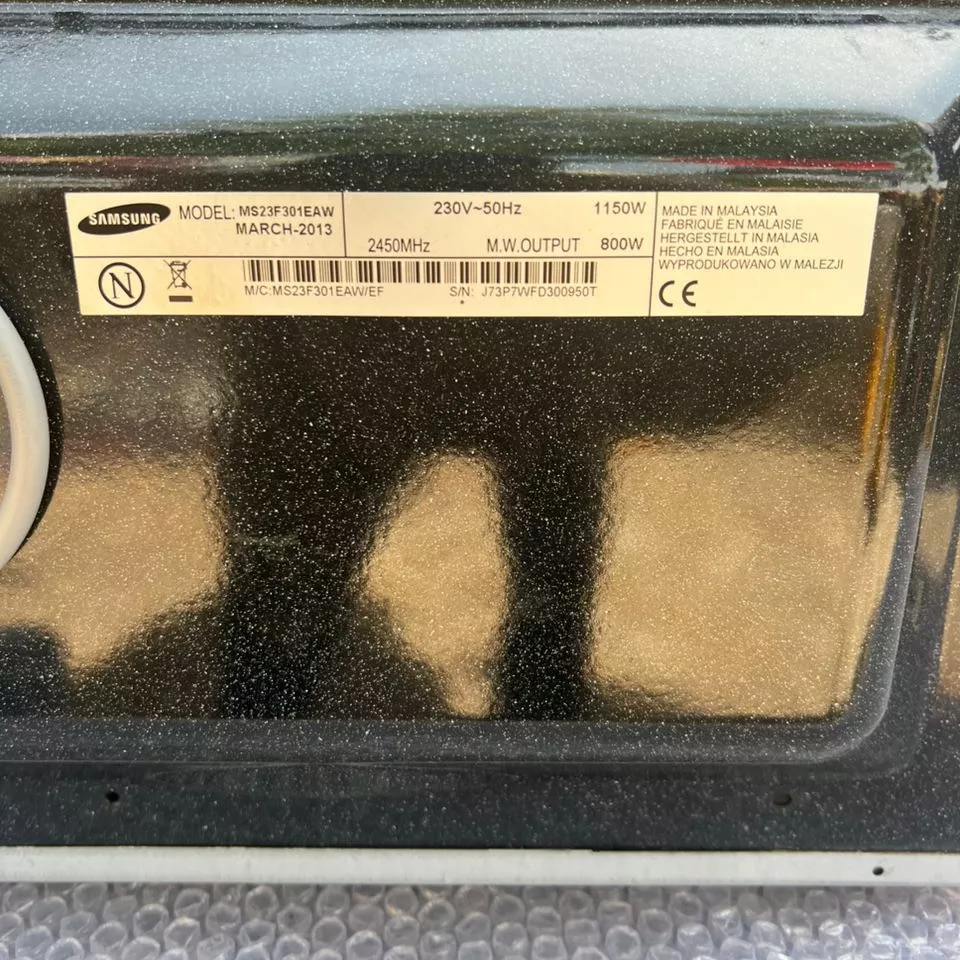 SAMSUNG MODEL: MS23F301EAW
MARCH-2013
230V~50Hz 1150W
2450MHz M.W.OUTPUT 800W
N
M/C:MS23F301EAW/EF S/N: J73P7WFD300950T
MADE IN MALAYSIA
FABRIQUÉ EN MALAISIE
HERGESTELLT IN MALASIA
HECHO EN MALASIA
WYPRODUKOWANO W MALEZJI
CE